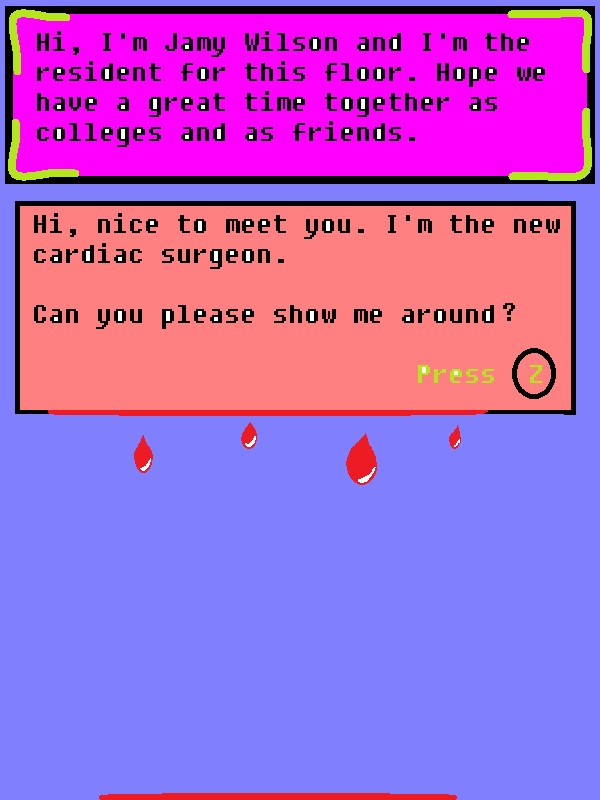 Hi, I'm Jamy Wilson and I'm the
resident for this floor. Hope we
have a great time together as
colleges and as friends.
Hi, nice to meet you. I'm the new
cardiac surgeon.
Can you please show me around?
Press Z